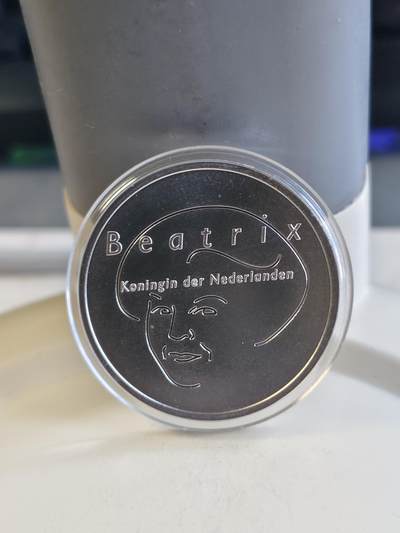 Beatrix
Koningin der Nederlanden